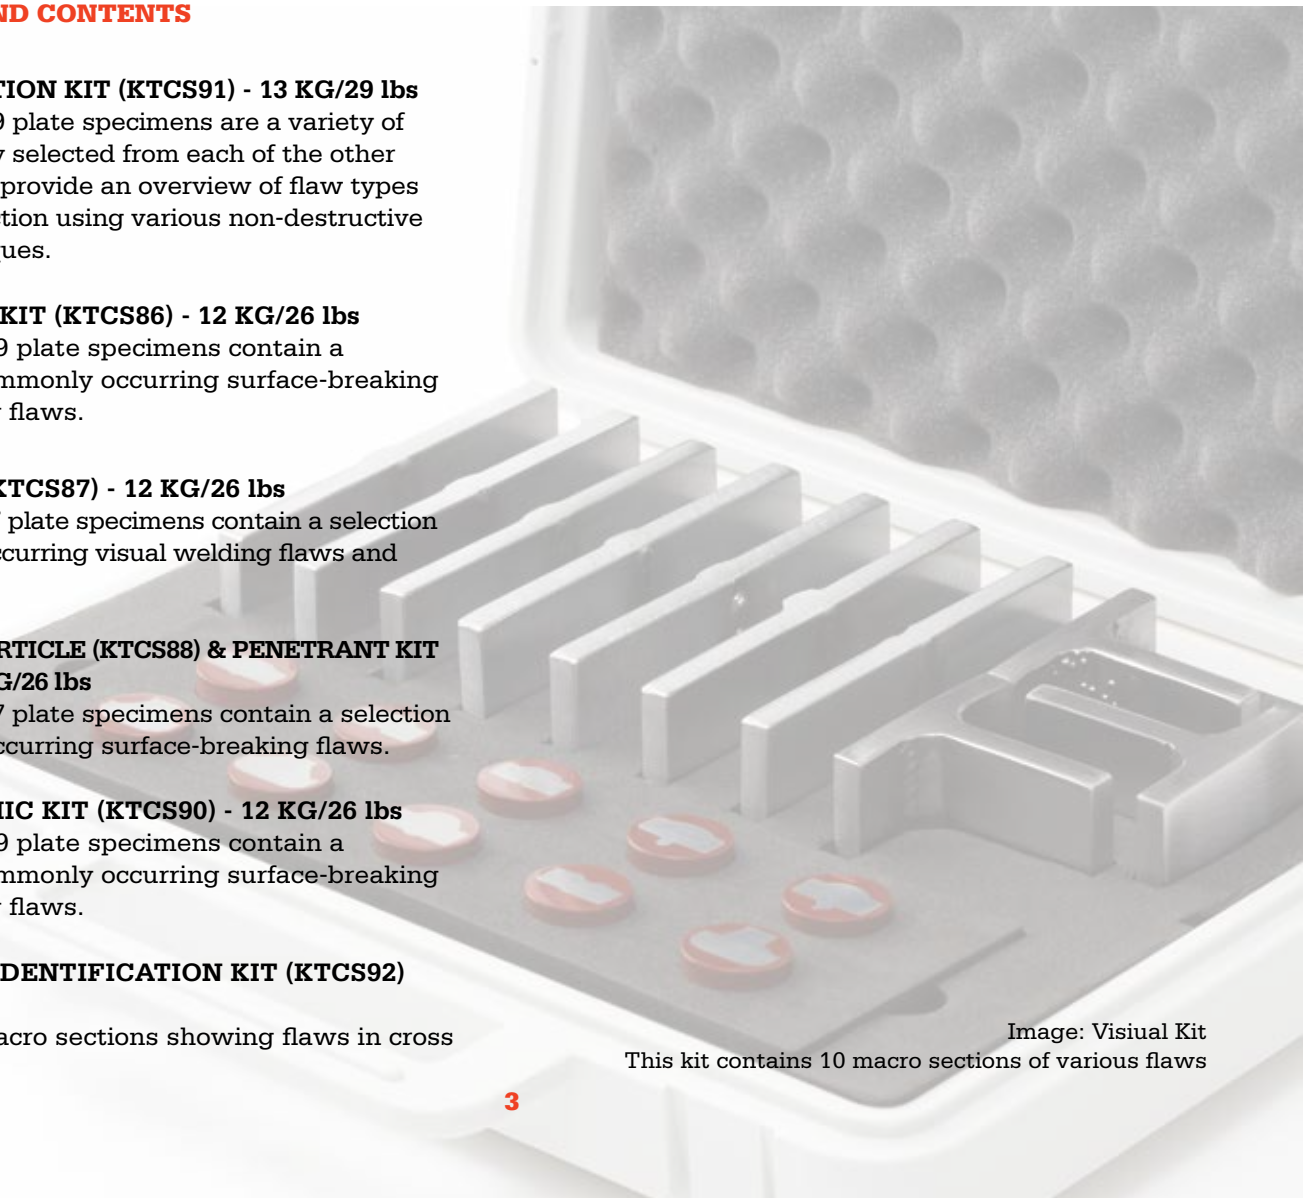 ND CONTENTS
TION KIT (KTCS91) - 13 KG/29 lbs
9 plate specimens are a variety of
y selected from each of the other
provide an overview of flaw types
ction using various non-destructive
ques.
KIT (KTCS86) - 12 KG/26 lbs
9 plate specimens contain a
mmonly occurring surface-breaking
flaws.
KTCS87) - 12 KG/26 lbs
plate specimens contain a selection
ccurring visual welding flaws and
RTICLE (KTCS88) & PENETRANT KIT
G/26 lbs
7 plate specimens contain a selection
ccurring surface-breaking flaws.
IC KIT (KTCS90) - 12 KG/26 lbs
9 plate specimens contain a
mmonly occurring surface-breaking
flaws.
DENTIFICATION KIT (KTCS92)
acro sections showing flaws in cross
Image: Visiual Kit
This kit contains 10 macro sections of various flaws
3